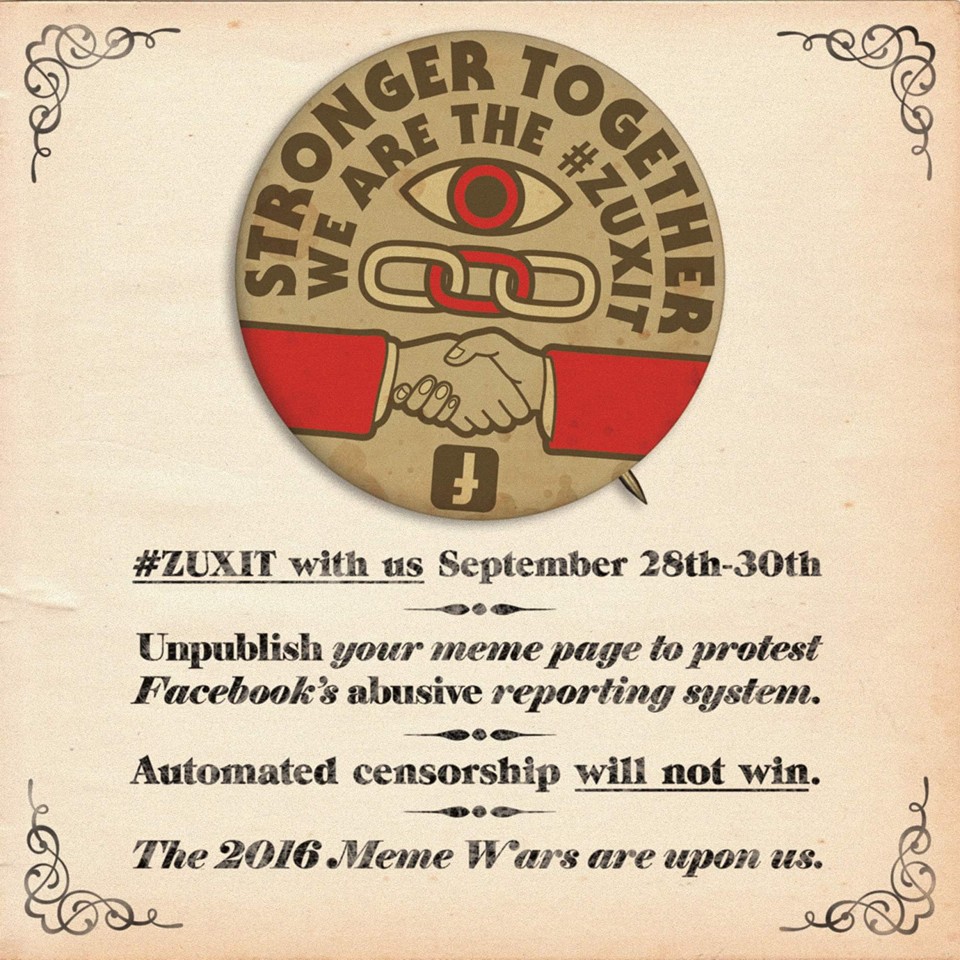 STRONGER TOGETHER
WE ARE THE #ZUXIT
#ZUXIT with us September 28th-30th
Unpublish your meme page to protest
Facebook's abusive reporting system.
Automated censorship will not win.
The 2016 Meme Wars are upon us.